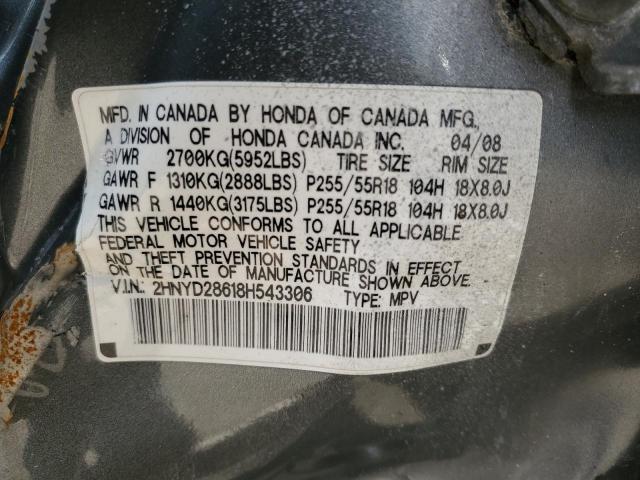 MFD. IN CANADA BY HONDA OF CANADA MFG.,
A DIVISION OF HONDA CANADA INC. 04/08
GVWR 2700KG(5952LBS) TIRE SIZE RIM SIZE
GAWR F 1310KG(2888LBS) P255/55R18 104H 18X8.0J
GAWR R 1440KG(3175LBS) P255/55R18 104H 18X8.0J
THIS VEHICLE CONFORMS TO ALL APPLICABLE
FEDERAL MOTOR VEHICLE SAFETY
AND THEFT PREVENTION STANDARDS IN EFFECT
ON THE DATE OF MANUFACTURE SHOWN ABOVE.
V.I.N.: 2HNYD28618H543306 TYPE: MPV